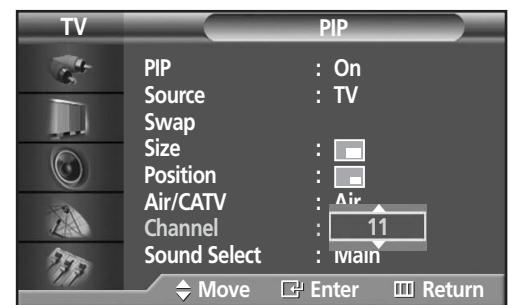 TV PIP
PIP : On
Source : TV
Swap
Size :
Position :
Air/CATV : Air
Channel : 11
Sound Select : Main
Move Enter Return